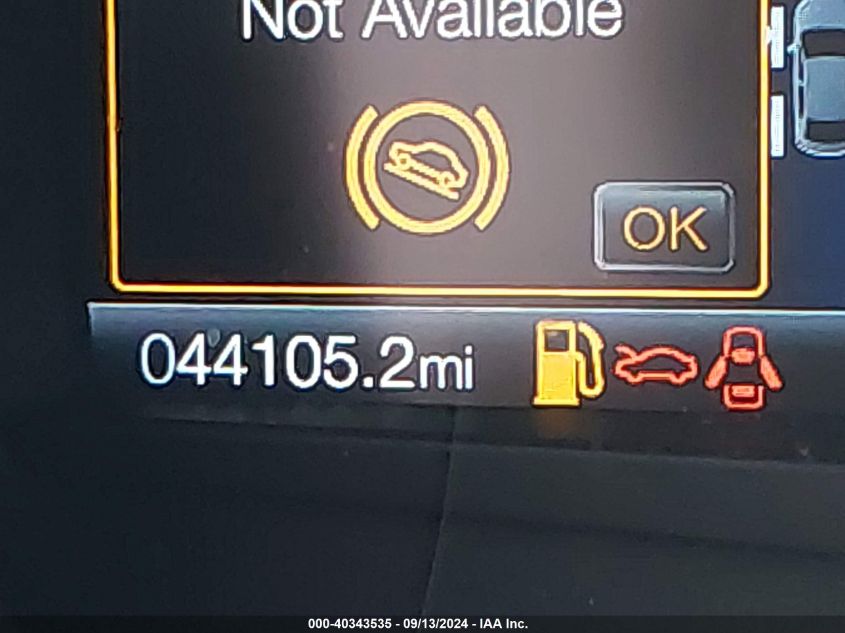 Not Available
OK
044105.2mi
000-40343535 - 09/13/2024 - IAA Inc.